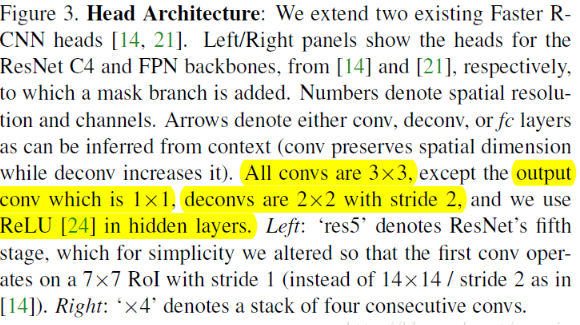 Figure 3. Head Architecture: We extend two existing Faster R-
CNN heads [14, 21]. Left/Right panels show the heads for the
ResNet C4 and FPN backbones, from [14] and [21], respectively,
to which a mask branch is added. Numbers denote spatial resolu-
tion and channels. Arrows denote either conv, deconv, or fc layers
as can be inferred from context (conv preserves spatial dimension
while deconv increases it). All convs are 3×3, except the output
conv which is 1×1, deconvs are 2×2 with stride 2, and we use
ReLU [24] in hidden layers. Left: ‘res5’ denotes ResNet’s fifth
stage, which for simplicity we altered so that the first conv oper-
ates on a 7×7 RoI with stride 1 (instead of 14×14 / stride 2 as in
[14]). Right: ‘×4’ denotes a stack of four consecutive convs.